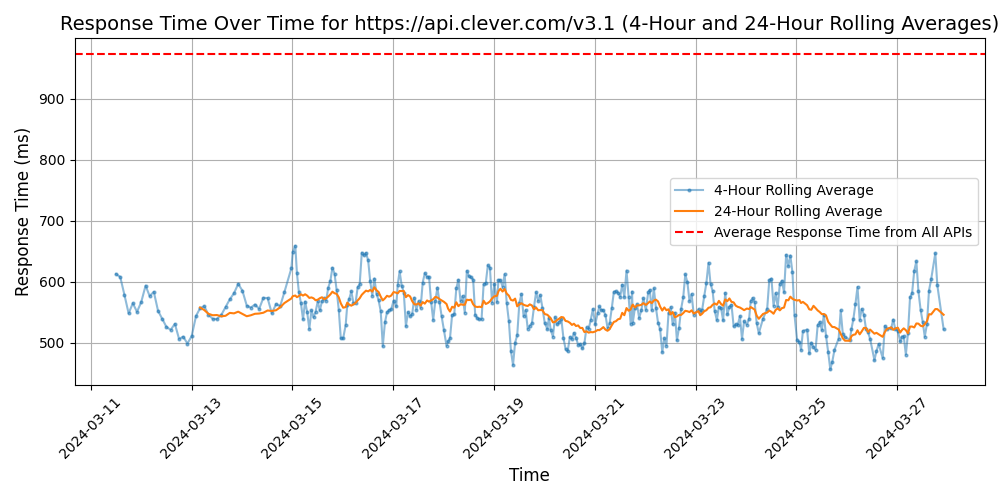 Response Time Over Time for https://api.clever.com/v3.1 (4-Hour and 24-Hour Rolling Averages)
Response Time (ms)
900
800
700
600
500
4-Hour Rolling Average
24-Hour Rolling Average
Average Response Time from All APIs
2024-03-11
2024-03-13
2024-03-15
2024-03-17
2024-03-19
2024-03-21
2024-03-23
2024-03-25
2024-03-27
Time